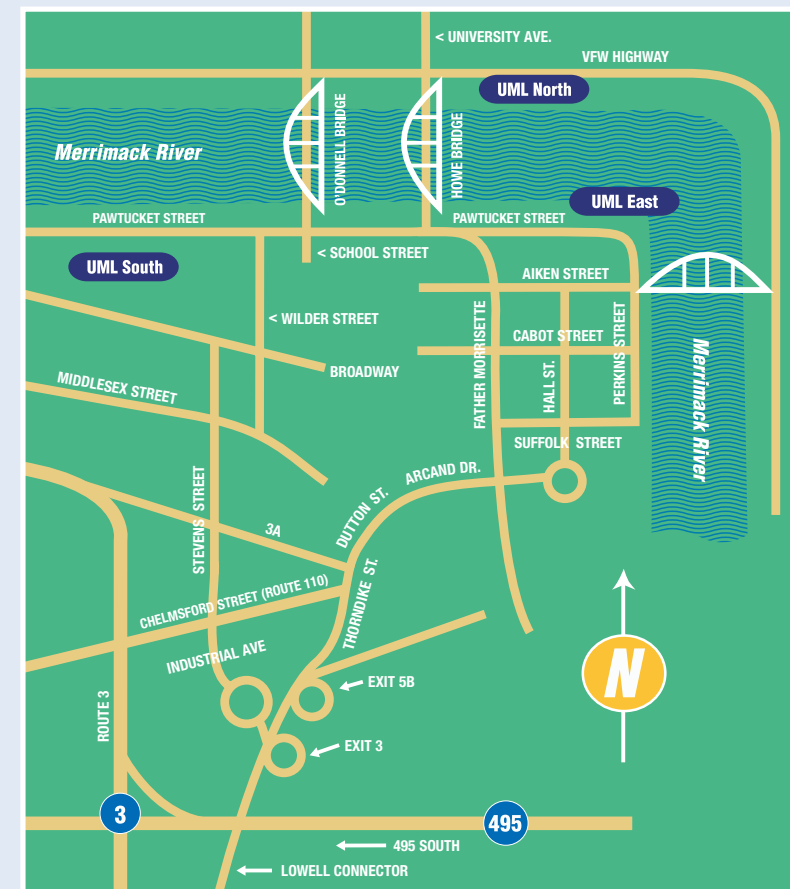 < UNIVERSITY AVE.
VFW HIGHWAY
UML North
O'DONNELL BRIDGE
HOWE BRIDGE
Merrimack River
UML East
PAWTUCKET STREET
PAWTUCKET STREET
< SCHOOL STREET
UML South
AIKEN STREET
< WILDER STREET
FATHER MORRISETTE
CABOT STREET
HALL ST.
PERKINS STREET
Merrimack River
BROADWAY
MIDDLESEX STREET
SUFFOLK STREET
ARCAND DR.
DUTTON ST.
STEVENS STREET
3A
THORNDIKE ST.
CHELMSFORD STREET (ROUTE 110)
INDUSTRIAL AVE
N
EXIT 5B
ROUTE 3
EXIT 3
3
495
495 SOUTH
LOWELL CONNECTOR